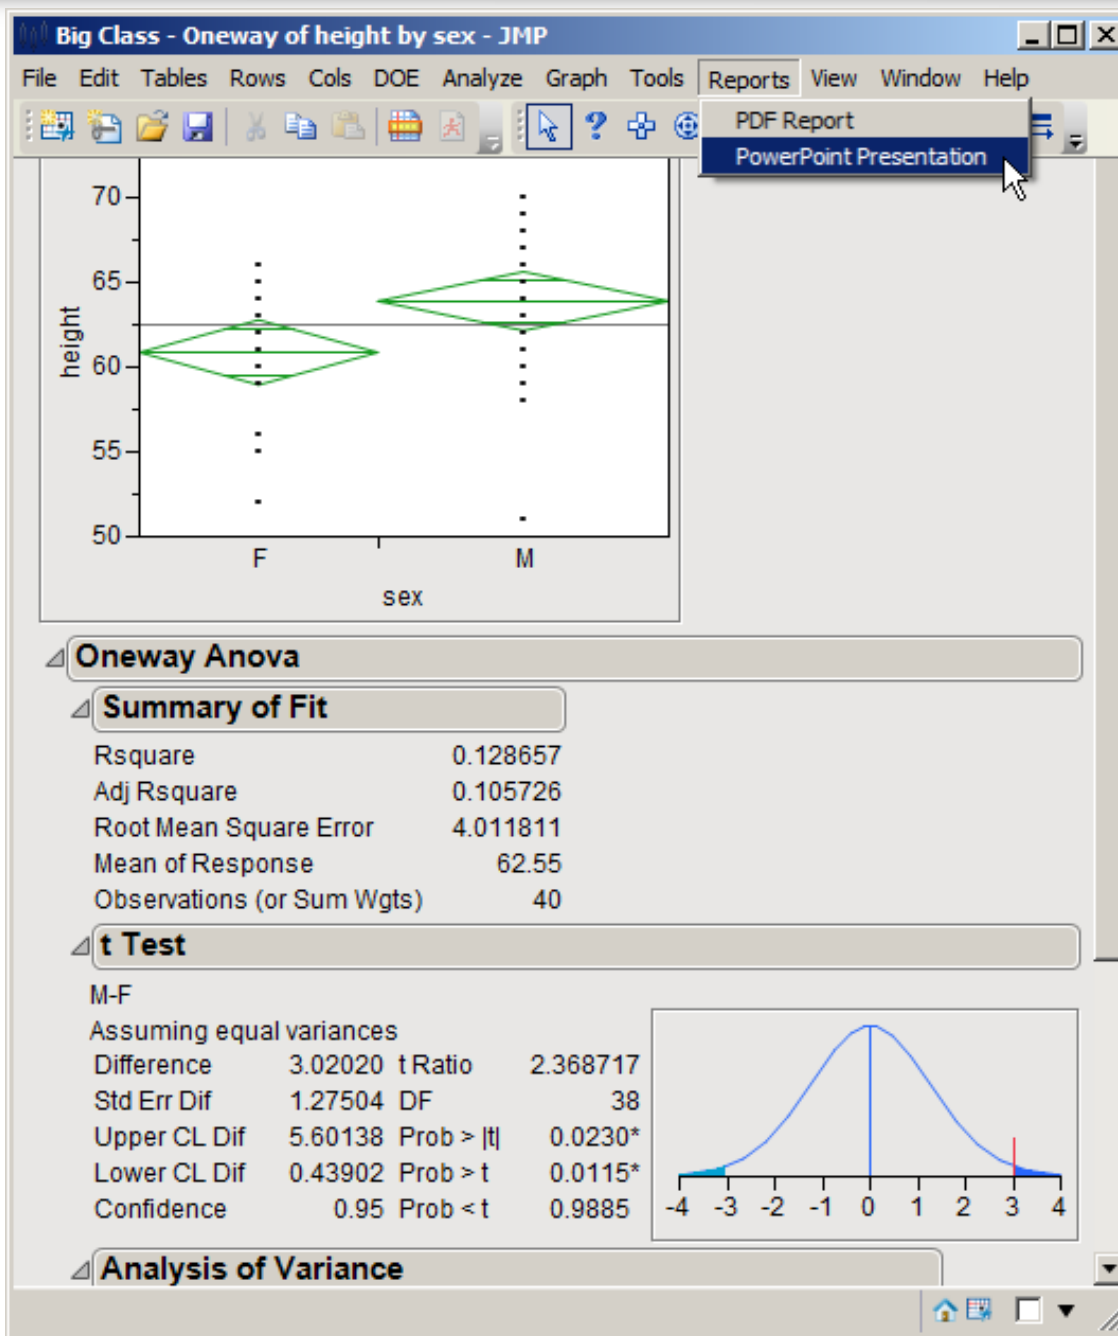 Big Class - Oneway of height by sex - JMP
File Edit Tables Rows Cols DOE Analyze Graph Tools Reports View Window Help
PDF Report
PowerPoint Presentation
70
65
60
55
50
height
F M
sex
Oneway Anova
Summary of Fit
Rsquare 0.128657
Adj Rsquare 0.105726
Root Mean Square Error 4.011811
Mean of Response 62.55
Observations (or Sum Wgts) 40
t Test
M-F
Assuming equal variances
Difference 3.02020 t Ratio 2.368717
Std Err Dif 1.27504 DF 38
Upper CL Dif 5.60138 Prob > |t| 0.0230*
Lower CL Dif 0.43902 Prob > t 0.0115*
Confidence 0.95 Prob < t 0.9885
-4 -3 -2 -1 0 1 2 3 4
Analysis of Variance